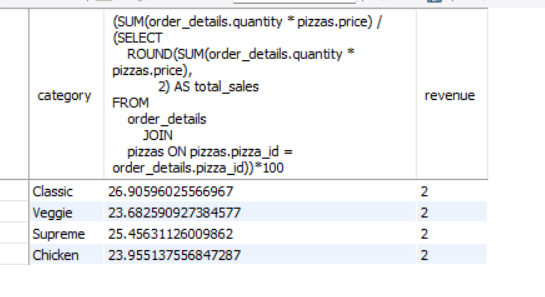 category
(SUM(order_details.quantity * pizzas.price) /
(SELECT
ROUND(SUM(order_details.quantity *
pizzas.price),
2) AS total_sales
FROM
order_details
JOIN
pizzas ON pizzas.pizza_id =
order_details.pizza_id))*100
revenue
Classic 26.90596025566967 2
Veggie 23.682590927384577 2
Supreme 25.45631126009862 2
Chicken 23.955137556847287 2